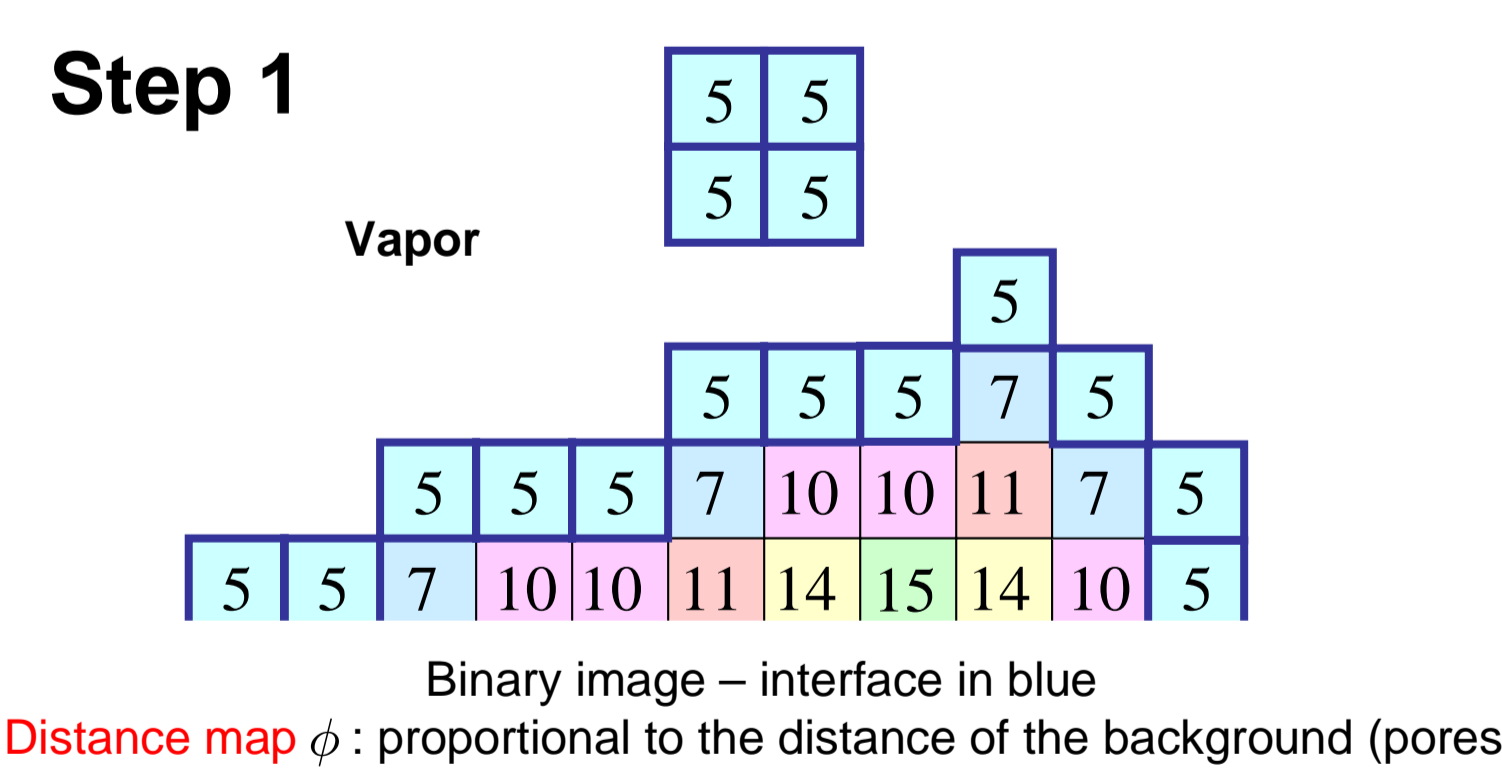 Step 1
5 5
5 5
Vapor
5
5 5 5 7 5
5 5 5 7 10 10 11 7 5
5 5 7 10 10 11 14 15 14 10 5
Binary image – interface in blue
Distance map ϕ : proportional to the distance of the background (pores